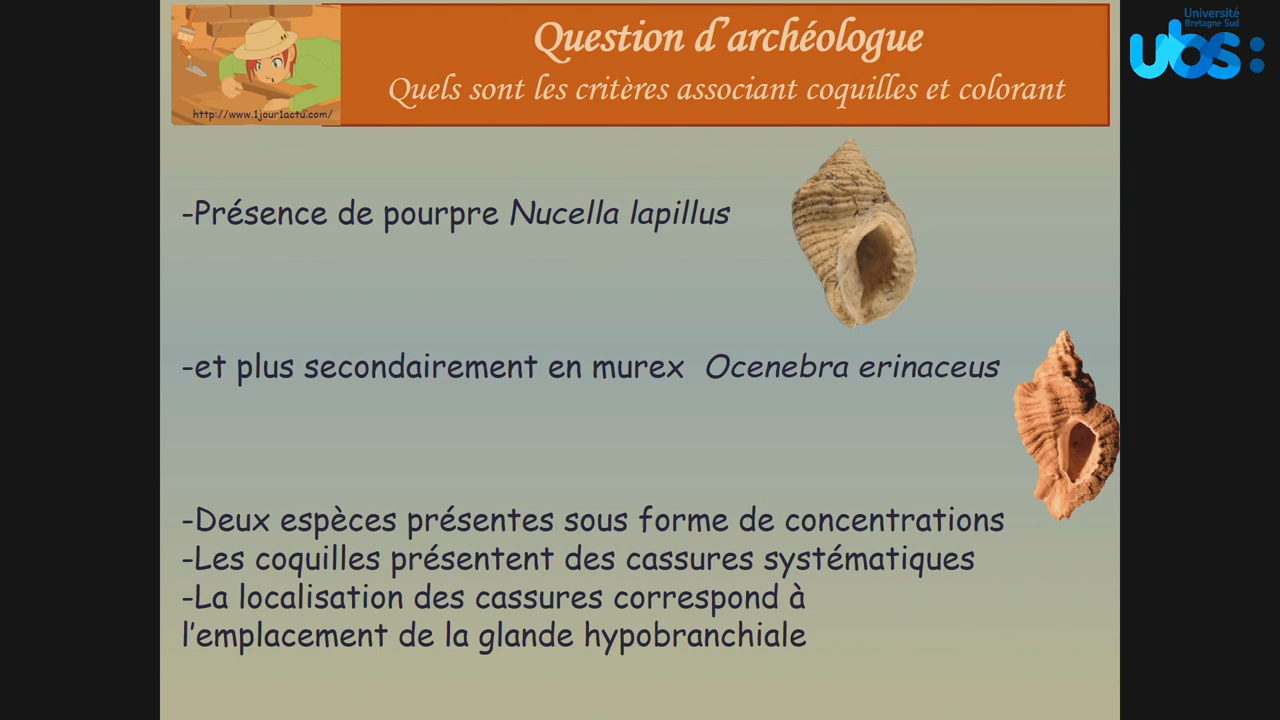 Question d'archéologue
Quels sont les critères associant coquilles et colorant
http://www.1jour1actu.com/
Université
Bretagne Sud
ubs:
-Présence de pourpre Nucella lapillus
-et plus secondairement en murex Ocenebra erinaceus
-Deux espèces présentes sous forme de concentrations
-Les coquilles présentent des cassures systématiques
-La localisation des cassures correspond à
l'emplacement de la glande hypobranchiale